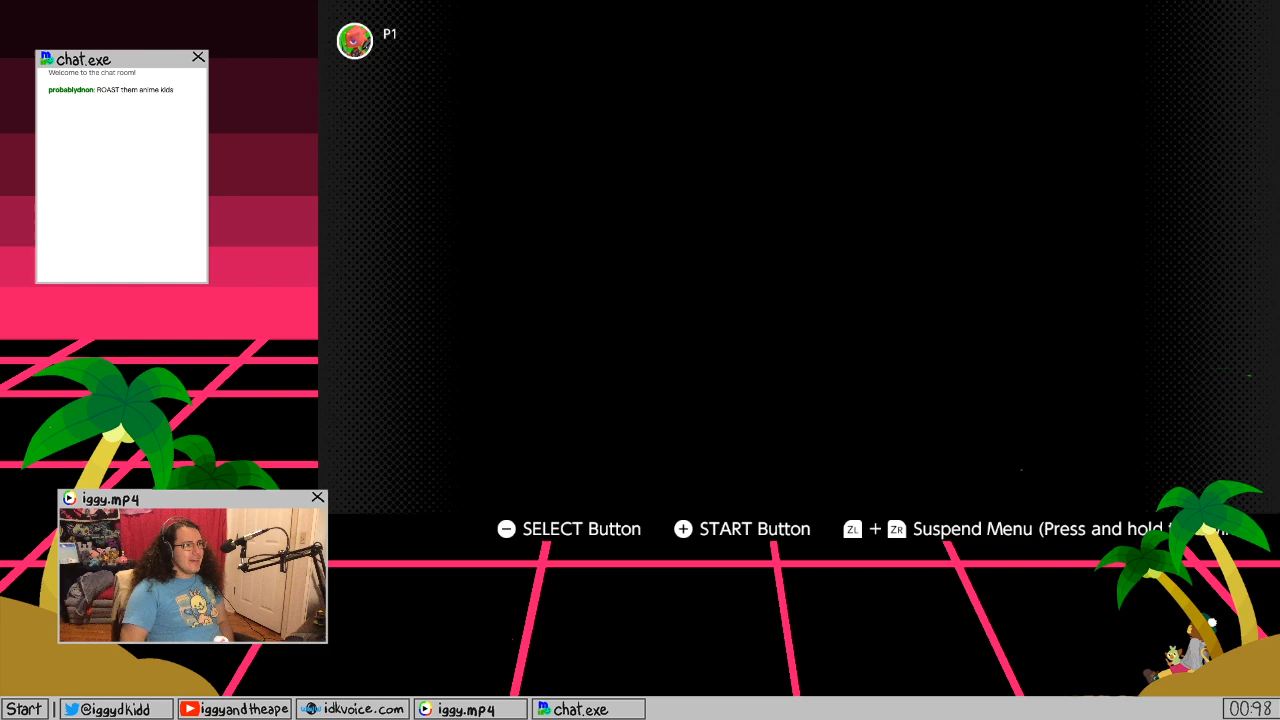 P1
chat.exe
Welcome to the chat room!
probablydnon: ROAST them anime kids
SELECT Button
START Button
ZL + ZR Suspend Menu (Press and hold
iggy.mp4
Start | @iggydkidd iggyandtheape www idkvoice.com iggy.mp4 chat.exe 00:98